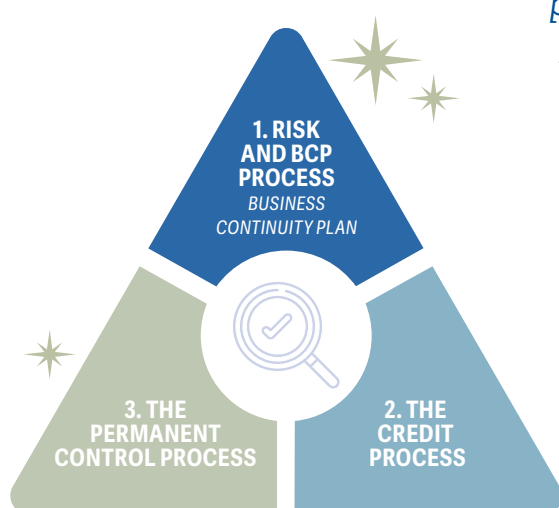 1. RISK
AND BCP
PROCESS
BUSINESS
CONTINUITY PLAN
2. THE
CREDIT
PROCESS
3. THE
PERMANENT
CONTROL PROCESS